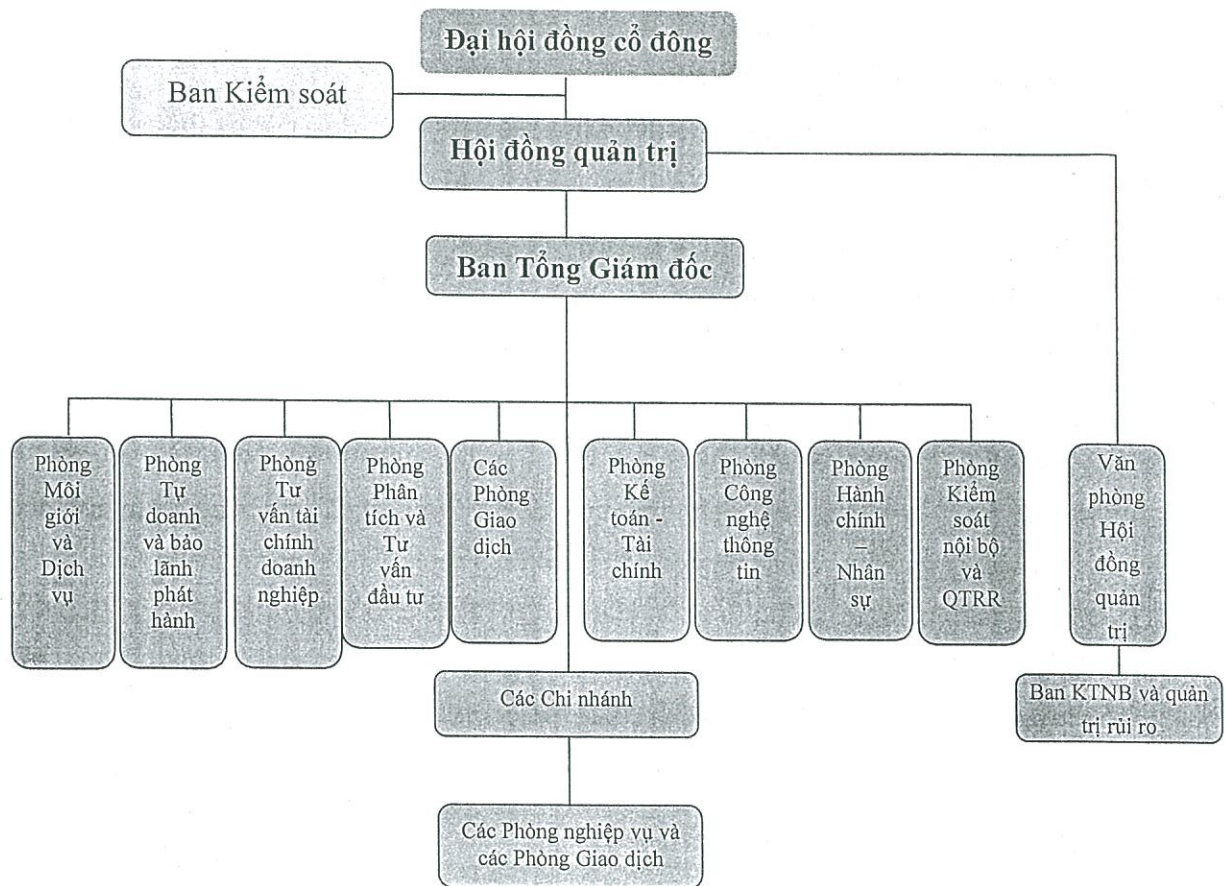 Đại hội đồng cổ đông
Ban Kiểm soát
Hội đồng quản trị
Ban Tổng Giám đốc
Phòng
Môi
giới
và
Dịch
vụ
Phòng
Tự
doanh
và bảo
lãnh
phát
hành
Phòng
Tư
vấn tài
chính
doanh
nghiệp
Phòng
Phân
tích và
Tư
vấn
đầu tư
Các
Phòng
Giao
dịch
Phòng
Kế
toán -
Tài
chính
Phòng
Công
nghệ
thông
tin
Phòng
Hành
chính
–
Nhân
sự
Phòng
Kiểm
soát
nội bộ
và
QTRR
Văn
phòng
Hội
đồng
quản
trị
Các Chi nhánh
Ban KTNB và quản
trị rủi ro
Các Phòng nghiệp vụ và
các Phòng Giao dịch